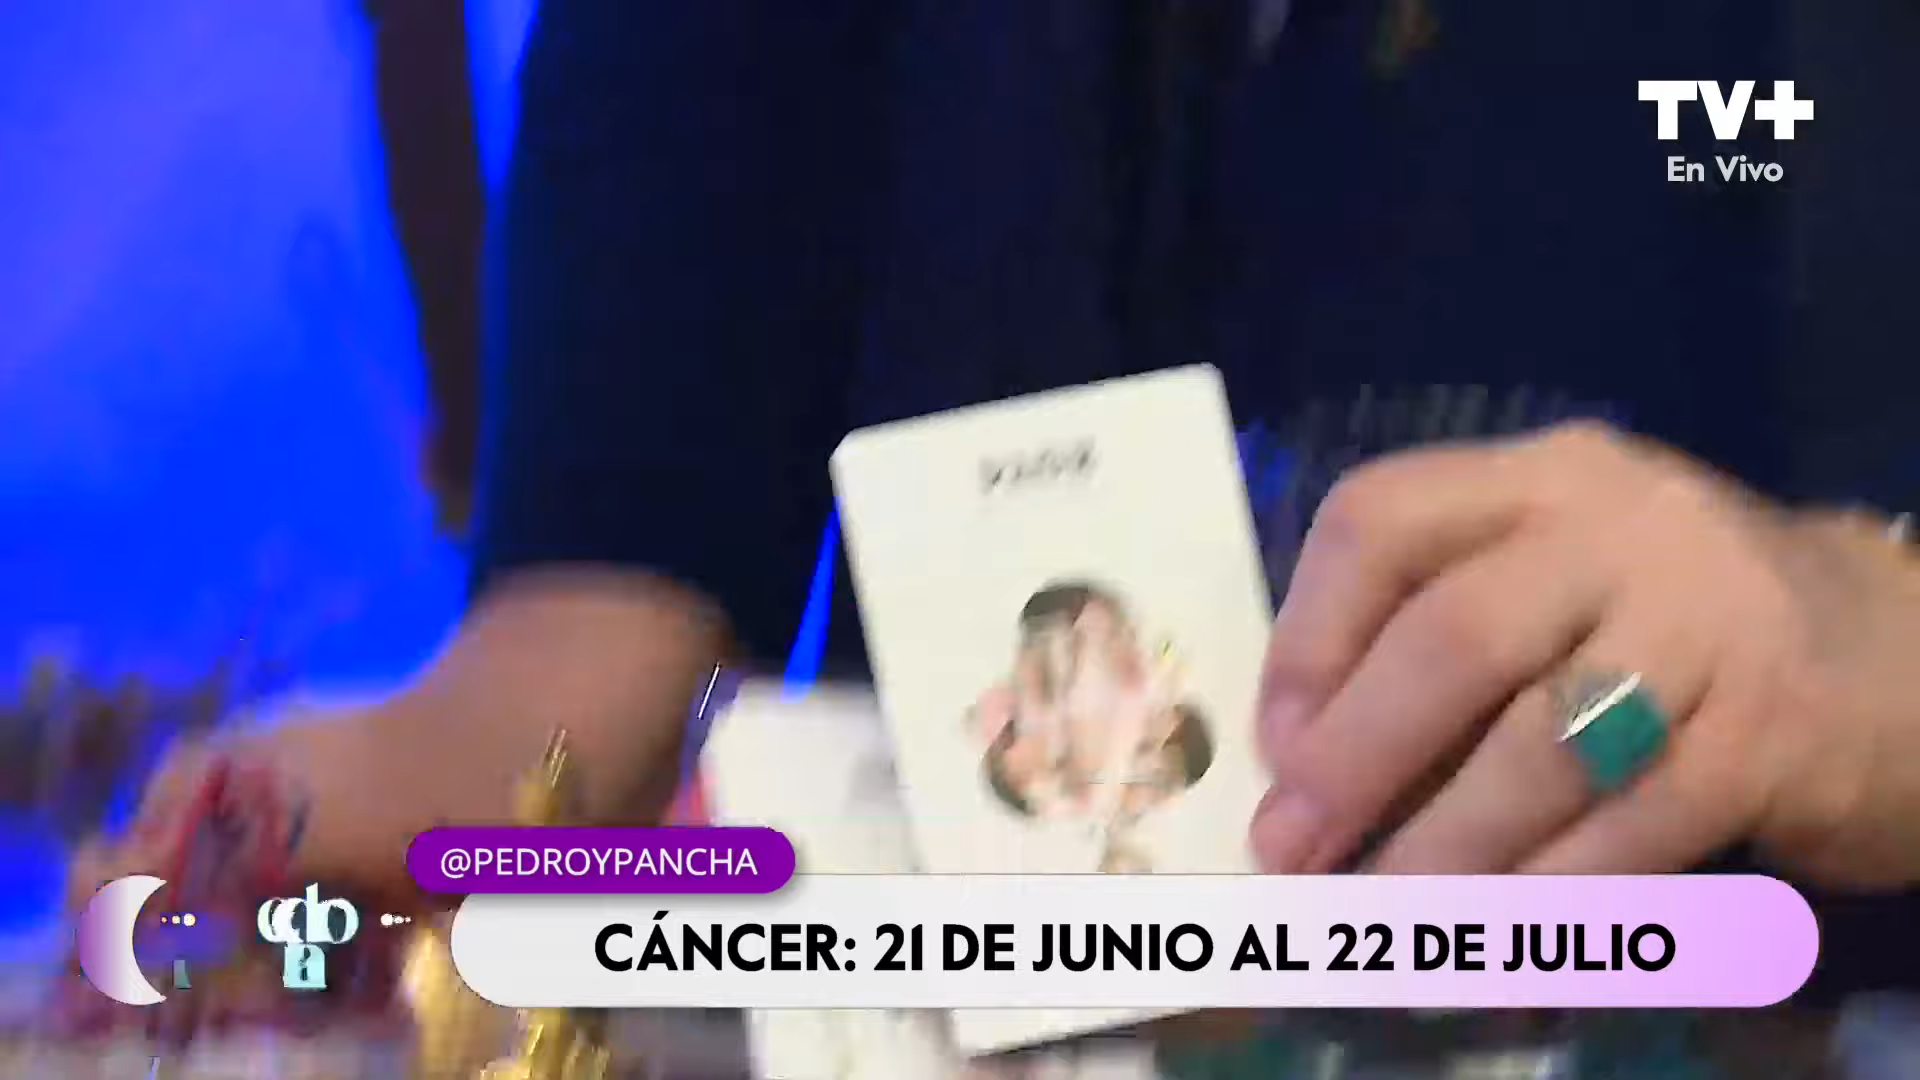 TV+
En Vivo
@PEDROYPANCHA
CÁNCER: 21 DE JUNIO AL 22 DE JULIO